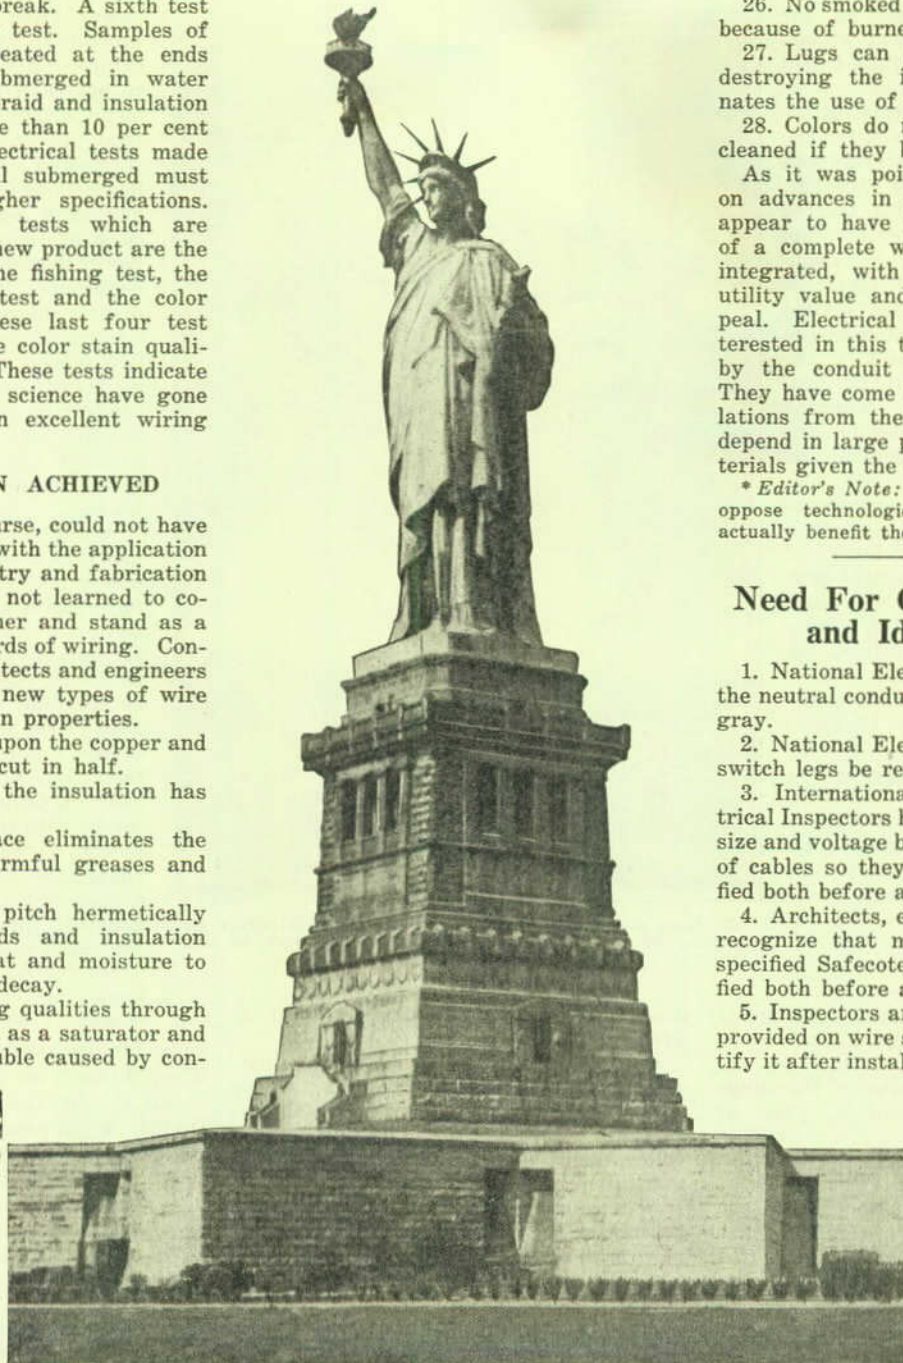 break. A sixth test
test. Samples of
eated at the ends
bmerged in water
raid and insulation
e than 10 per cent
ectrical tests made
l submerged must
gher specifications.
tests which are
new product are the
ne fishing test, the
test and the color
ese last four test
e color stain quali-
These tests indicate
science have gone
n excellent wiring
N ACHIEVED
urse, could not have
with the application
try and fabrication
not learned to co-
her and stand as a
rds of wiring. Con-
tects and engineers
new types of wire
n properties.
upon the copper and
cut in half.
the insulation has
ace eliminates the
rmful greases and
pitch hermetically
ds and insulation
at and moisture to
decay.
g qualities through
as a saturator and
uble caused by con-
26. No smoked
because of burne
27. Lugs can
destroying the i
nates the use of
28. Colors do
cleaned if they
As it was poi
on advances in
appear to have
of a complete w
integrated, with
utility value and
peal. Electrical
terested in this t
by the conduit
They have come
lations from the
depend in large p
terials given the
* Editor's Note:
oppose technologic
actually benefit the
Need For
and Id
1. National Ele
the neutral condu
gray.
2. National Ele
switch legs be re
3. Internationa
trical Inspectors h
size and voltage b
of cables so they
fied both before a
4. Architects, e
recognize that m
specified Safecote
fied both before a
5. Inspectors a
provided on wire s
tify it after instal